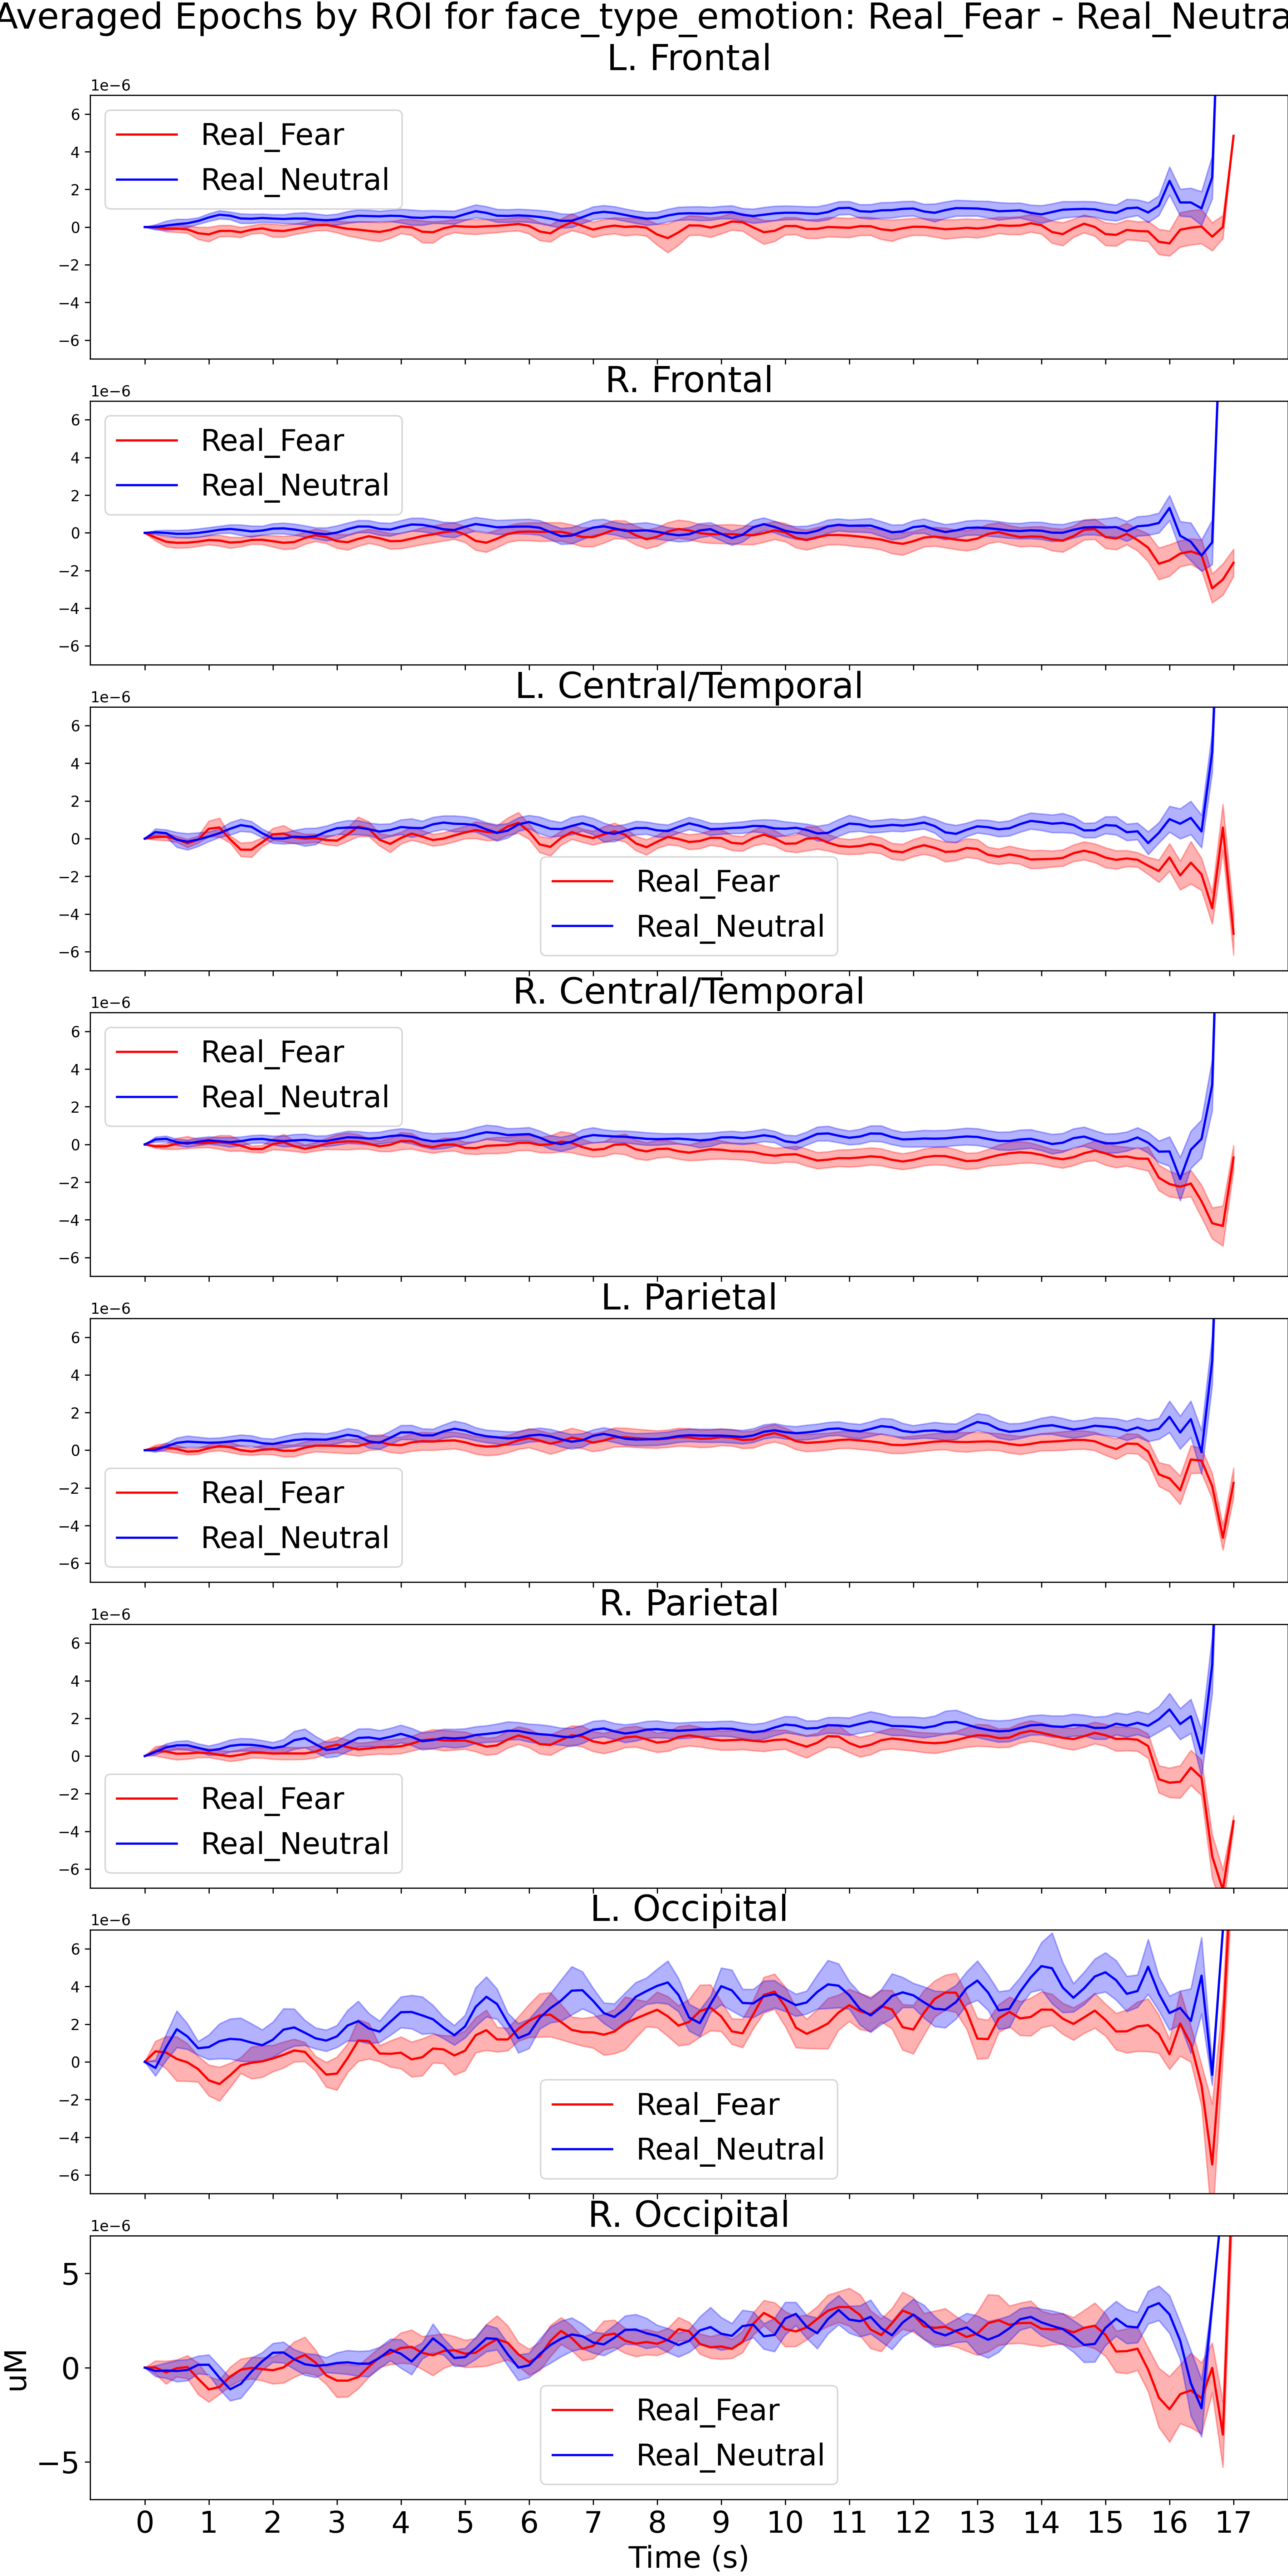 Averaged Epochs by ROI for face_type_emotion: Real_Fear - Real_Neutra
L. Frontal
1e−6
6
4
2
0
−2
−4
−6
Real_Fear
Real_Neutral
R. Frontal
1e−6
6
4
2
0
−2
−4
−6
Real_Fear
Real_Neutral
L. Central/Temporal
1e−6
6
4
2
0
−2
−4
−6
Real_Fear
Real_Neutral
R. Central/Temporal
1e−6
6
4
2
0
−2
−4
−6
Real_Fear
Real_Neutral
L. Parietal
1e−6
6
4
2
0
−2
−4
−6
Real_Fear
Real_Neutral
R. Parietal
1e−6
6
4
2
0
−2
−4
−6
Real_Fear
Real_Neutral
L. Occipital
1e−6
6
4
2
0
−2
−4
−6
Real_Fear
Real_Neutral
R. Occipital
1e−6
5
0
−5
uM
Real_Fear
Real_Neutral
0 1 2 3 4 5 6 7 8 9 10 11 12 13 14 15 16 17
Time (s)